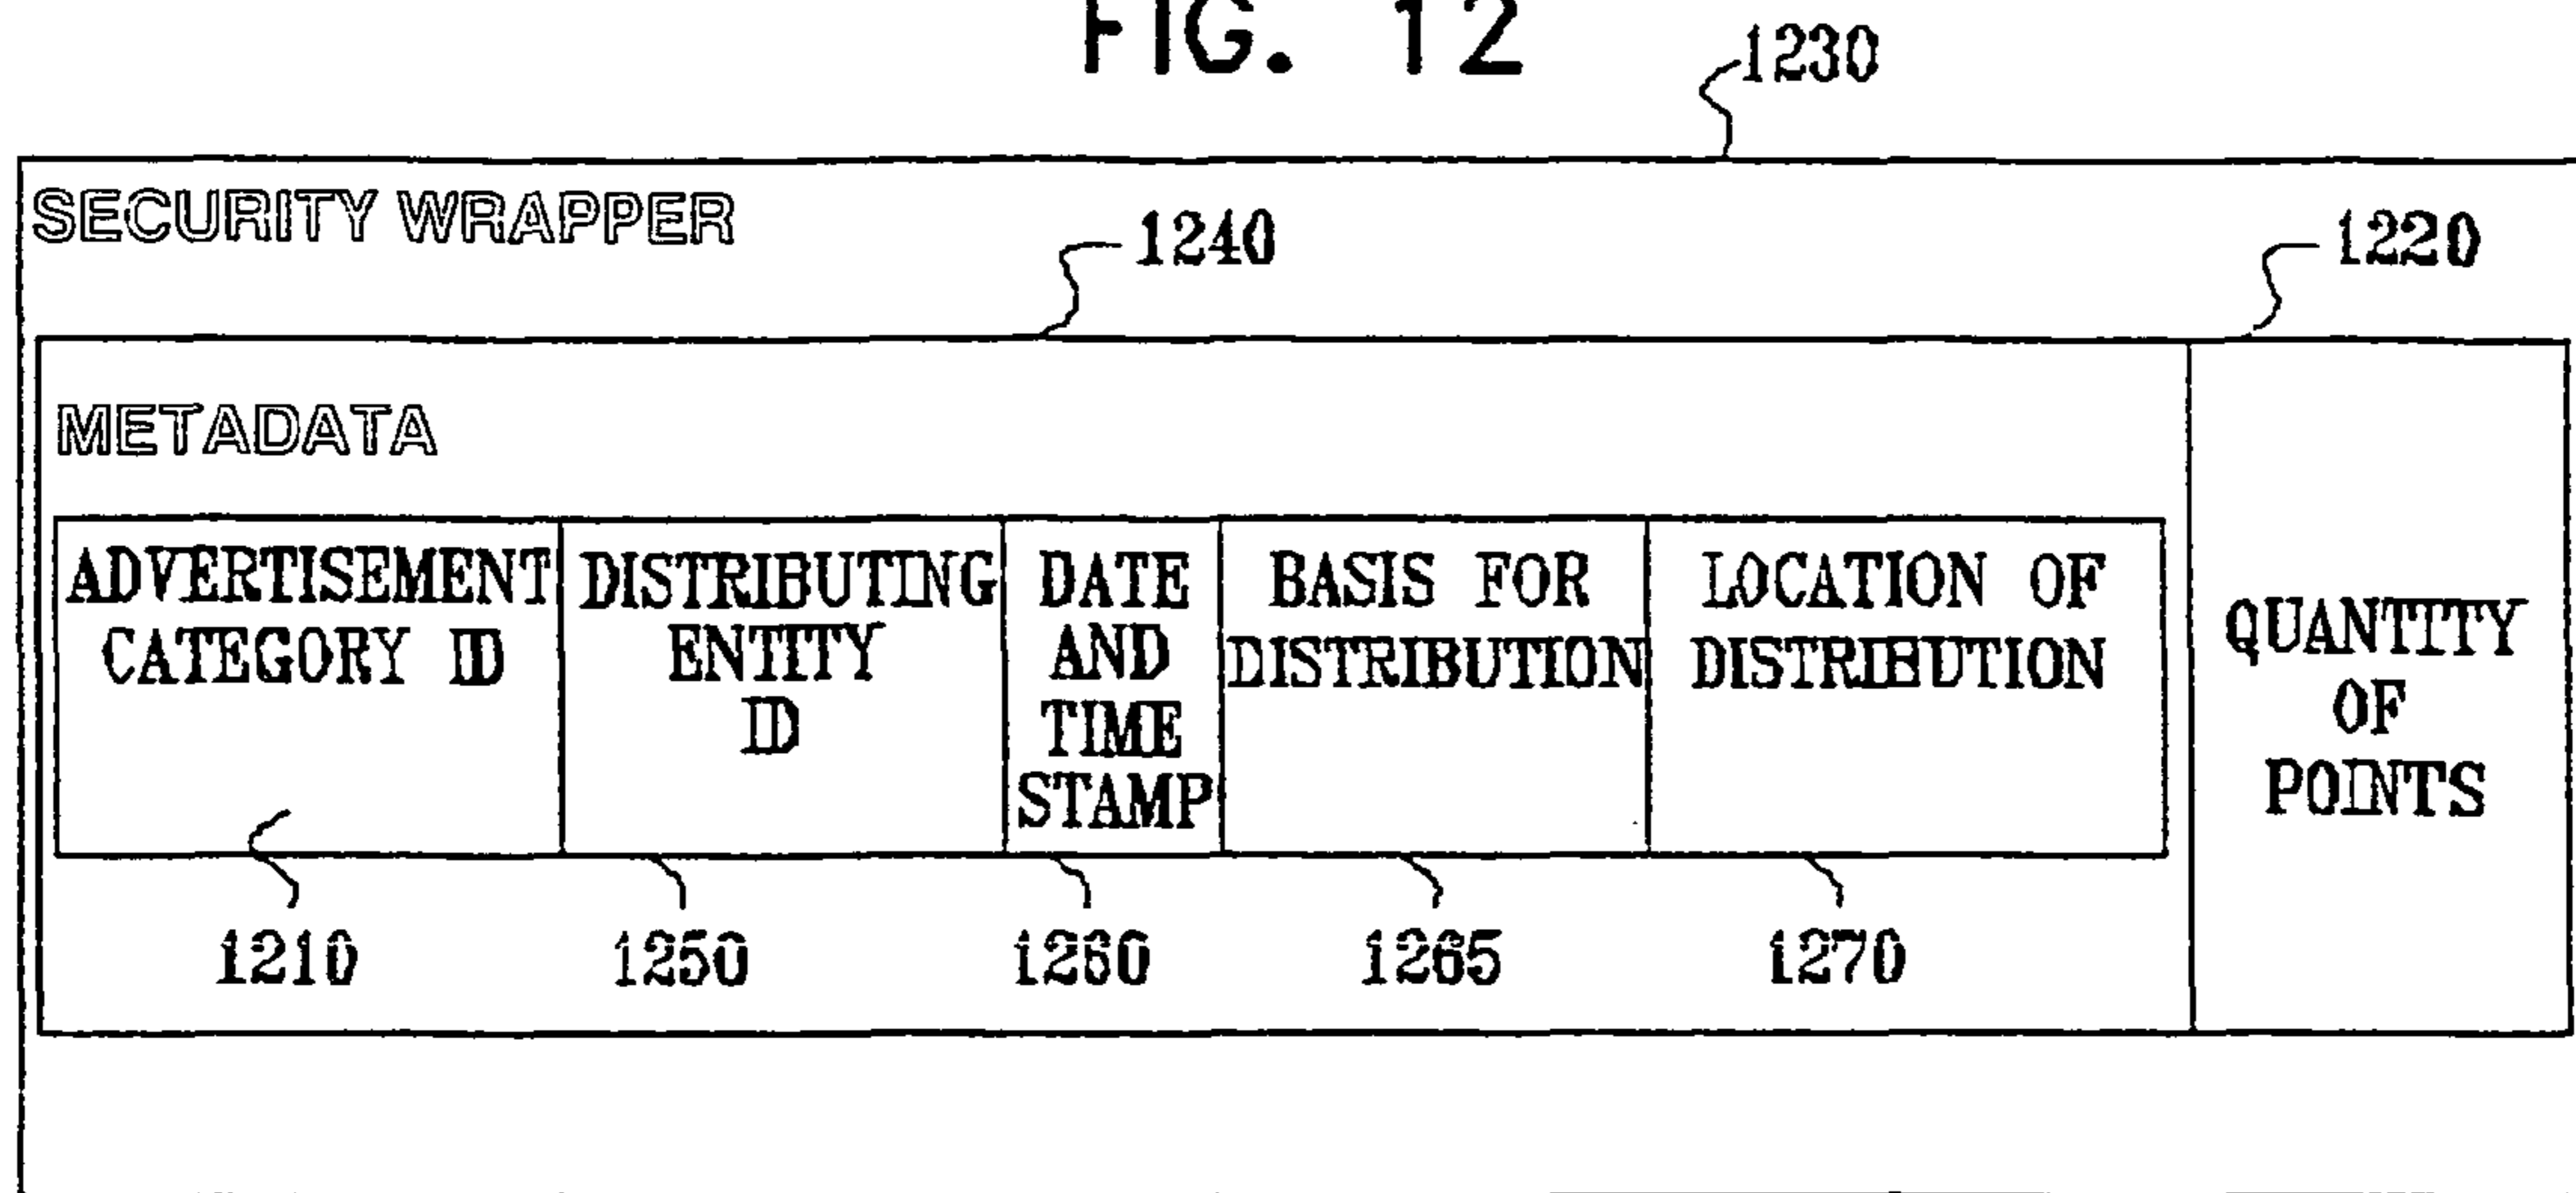 FIG. 12
1230
SECURITY WRAPPER
1240
1220
METADATA
ADVERTISEMENT
CATEGORY ID
DISTRIBUTING
ENTITY
ID
DATE
AND
TIME
STAMP
BASIS FOR
DISTRIBUTION
LOCATION OF
DISTRIBUTION
QUANTITY
OF
POINTS
1210
1250
1260
1265
1270